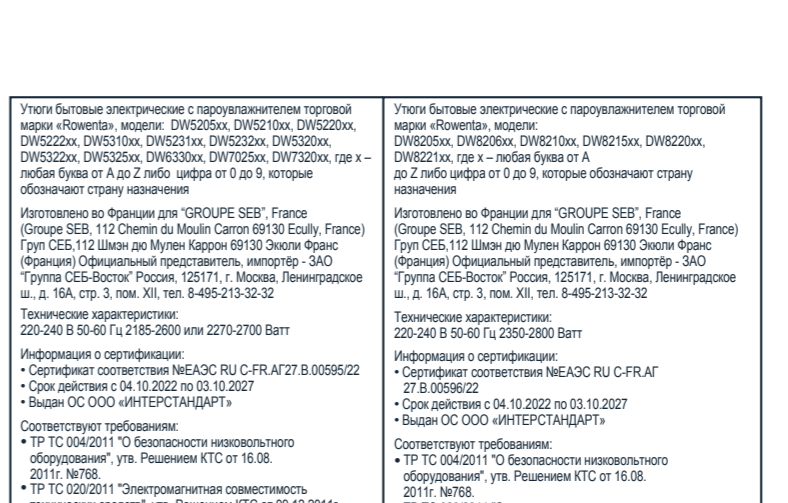 Утюги бытовые электрические с пароувлажнителем торговой
марки «Rowenta», модели: DW5205xx, DW5210xx, DW5220xx,
DW5222xx, DW5310xx, DW5231xx, DW5232xx, DW5320xx,
DW5322xx, DW5325xx, DW6330xx, DW7025xx, DW7320xx, где x –
любая буква от A до Z либо цифра от 0 до 9, которые
обозначают страну назначения
Изготовлено во Франции для “GROUPE SEB”, France
(Groupe SEB, 112 Chemin du Moulin Carron 69130 Ecully, France)
Груп СЕБ,112 Шмэн дю Мулен Каррон 69130 Экюли Франс
(Франция) Официальный представитель, импортёр - ЗАО
“Группа СЕБ-Восток” Россия, 125171, г. Москва, Ленинградское
ш., д. 16А, стр. 3, пом. XII, тел. 8-495-213-32-32
Технические характеристики:
220-240 В 50-60 Гц 2185-2600 или 2270-2700 Ватт
Информация о сертификации:
• Сертификат соответствия №ЕАЭС RU C-FR.АГ27.В.00595/22
• Срок действия с 04.10.2022 по 03.10.2027
• Выдан ОС ООО «ИНТЕРСТАНДАРТ»
Соответствуют требованиям:
• ТР ТС 004/2011 "О безопасности низковольтного
оборудования", утв. Решением КТС от 16.08.
2011г. №768.
• ТР ТС 020/2011 "Электромагнитная совместимость
Утюги бытовые электрические с пароувлажнителем торговой
марки «Rowenta», модели:
DW8205xx, DW8206xx, DW8210xx, DW8215xx, DW8220xx,
DW8221xx, где x – любая буква от A
до Z либо цифра от 0 до 9, которые обозначают страну
назначения
Изготовлено во Франции для “GROUPE SEB”, France
(Groupe SEB, 112 Chemin du Moulin Carron 69130 Ecully, France)
Груп СЕБ,112 Шмэн дю Мулен Каррон 69130 Экюли Франс
(Франция) Официальный представитель, импортёр - ЗАО
“Группа СЕБ-Восток” Россия, 125171, г. Москва, Ленинградское
ш., д. 16А, стр. 3, пом. XII, тел. 8-495-213-32-32
Технические характеристики:
220-240 В 50-60 Гц 2350-2800 Ватт
Информация о сертификации:
• Сертификат соответствия №ЕАЭС RU C-FR.АГ
27.В.00596/22
• Срок действия с 04.10.2022 по 03.10.2027
• Выдан ОС ООО «ИНТЕРСТАНДАРТ»
Соответствуют требованиям:
• ТР ТС 004/2011 "О безопасности низковольтного
оборудования", утв. Решением КТС от 16.08.
2011г. №768.